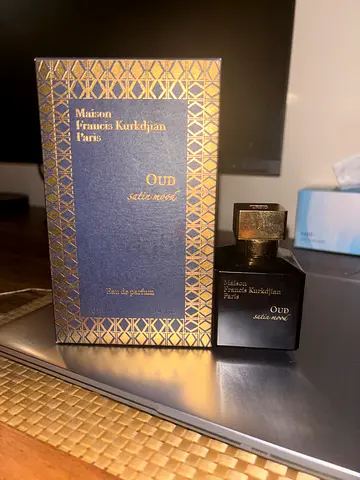 Maison
Francis Kurkdjian
Paris
OUD
satin mood
Eau de parfum
Maison
Francis Kurkdjian
Paris
OUD
satin mood